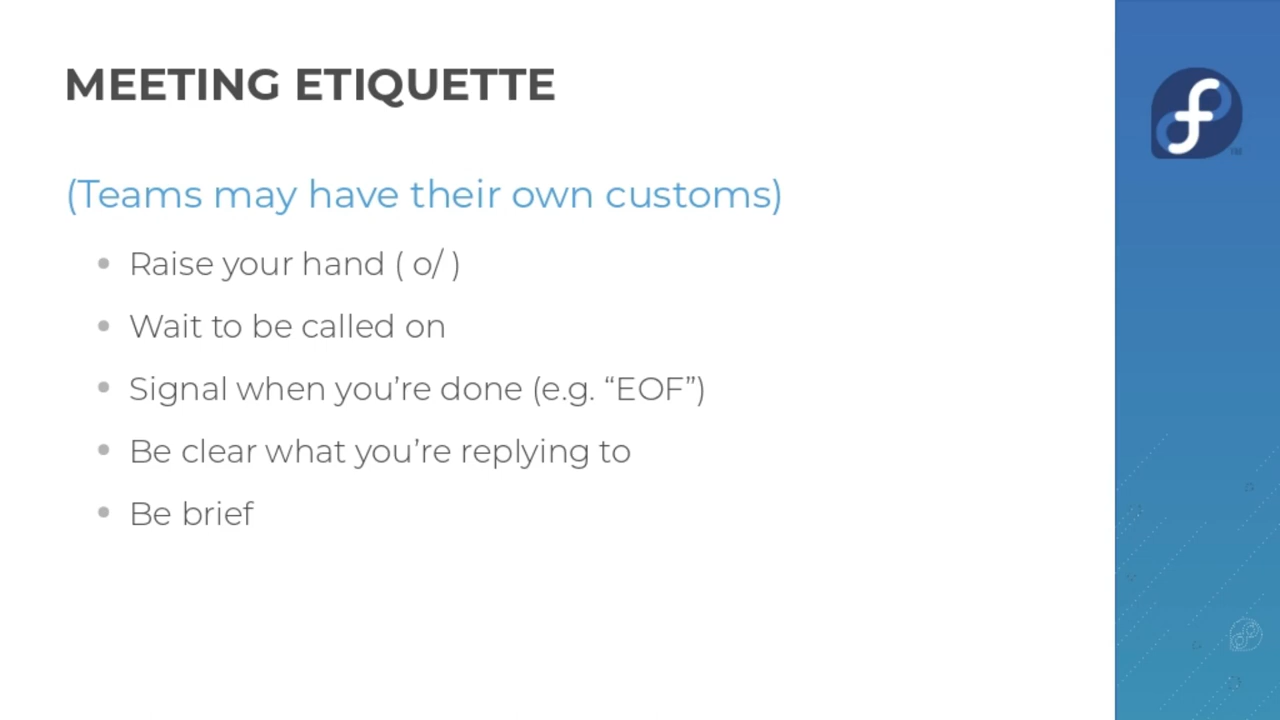 MEETING ETIQUETTE
(Teams may have their own customs)
Raise your hand ( o/ )
Wait to be called on
Signal when you’re done (e.g. “EOF”)
Be clear what you’re replying to
Be brief
TM